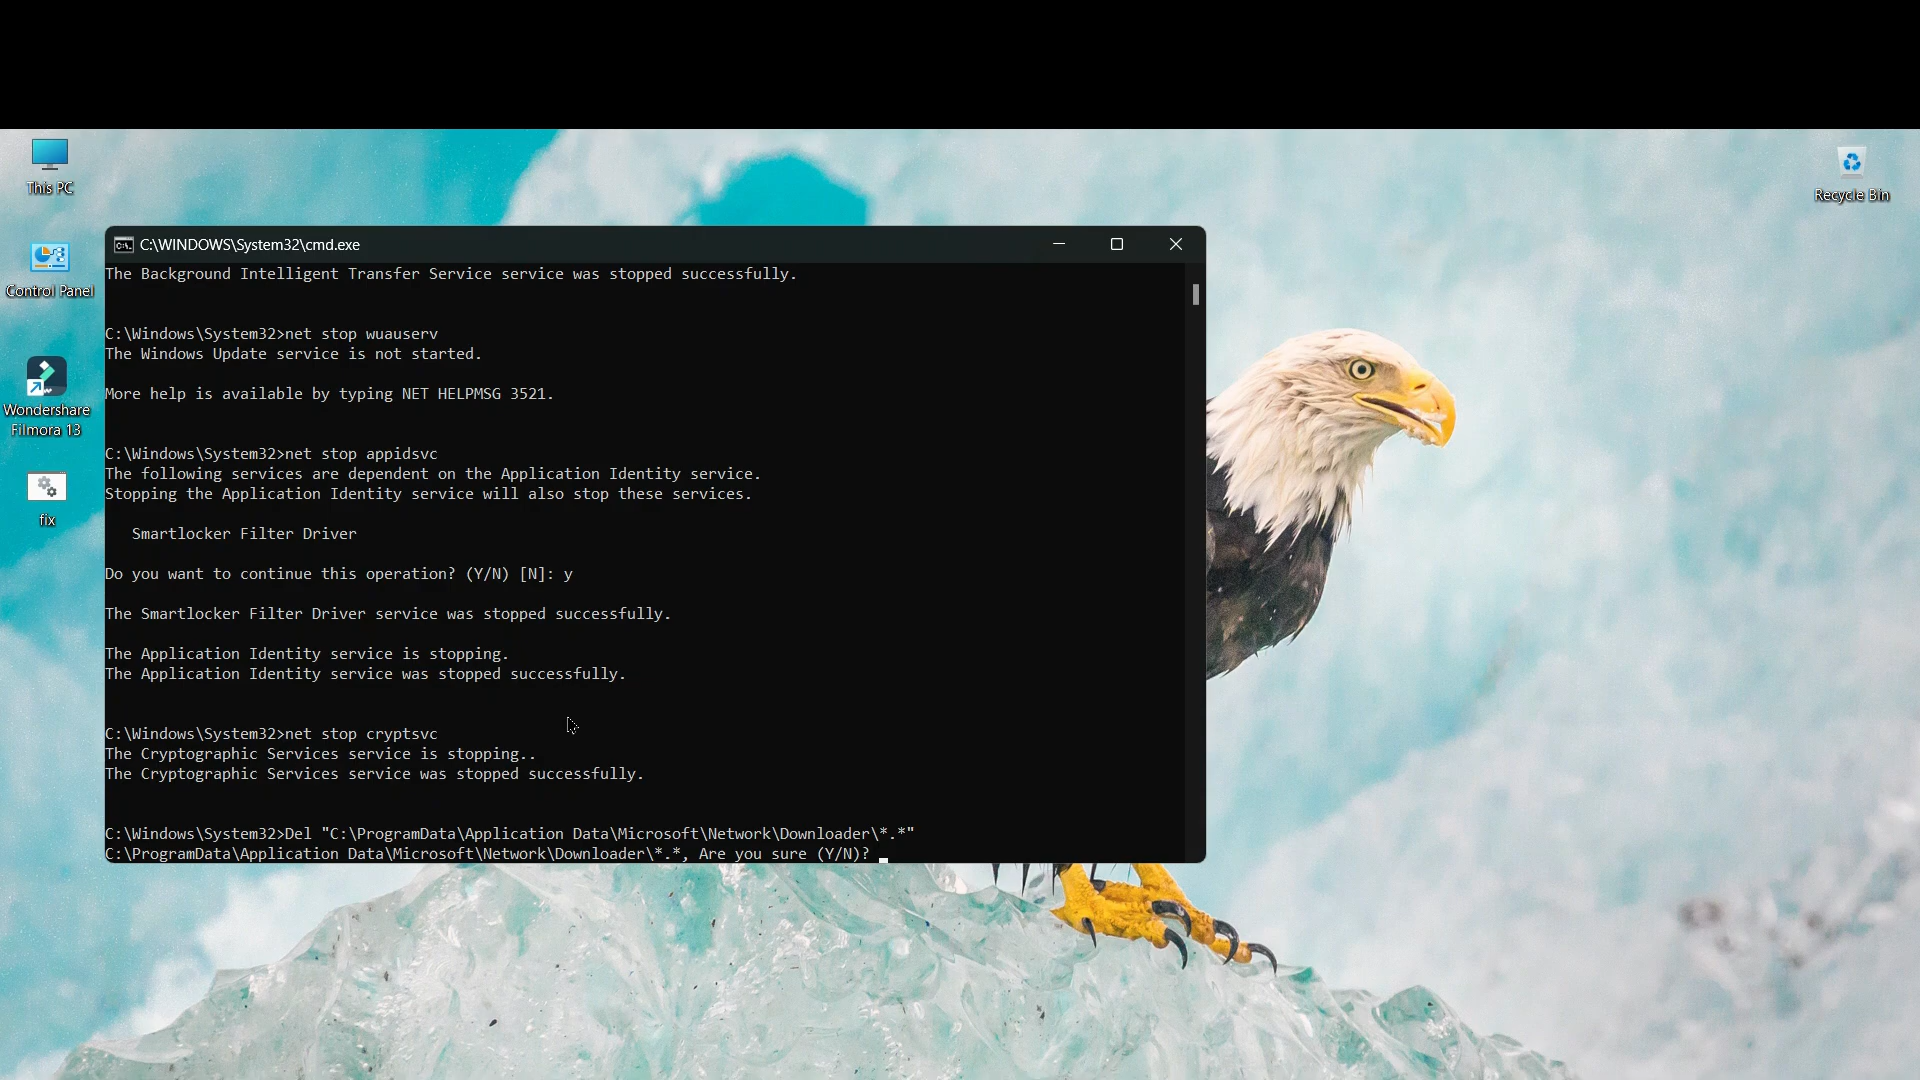 This PC
Recycle Bin
Control Panel
Wondershare
Filmora 13
fix
C:\WINDOWS\System32\cmd.exe
The Background Intelligent Transfer Service service was stopped successfully.
C:\Windows\System32>net stop wuauserv
The Windows Update service is not started.
More help is available by typing NET HELPMSG 3521.
C:\Windows\System32>net stop appidsvc
The following services are dependent on the Application Identity service.
Stopping the Application Identity service will also stop these services.
Smartlocker Filter Driver
Do you want to continue this operation? (Y/N) [N]: y
The Smartlocker Filter Driver service was stopped successfully.
The Application Identity service is stopping.
The Application Identity service was stopped successfully.
C:\Windows\System32>net stop cryptsvc
The Cryptographic Services service is stopping..
The Cryptographic Services service was stopped successfully.
C:\Windows\System32>Del "C:\ProgramData\Application Data\Microsoft\Network\Downloader\*.*"
C:\ProgramData\Application Data\Microsoft\Network\Downloader\*.*, Are you sure (Y/N)?